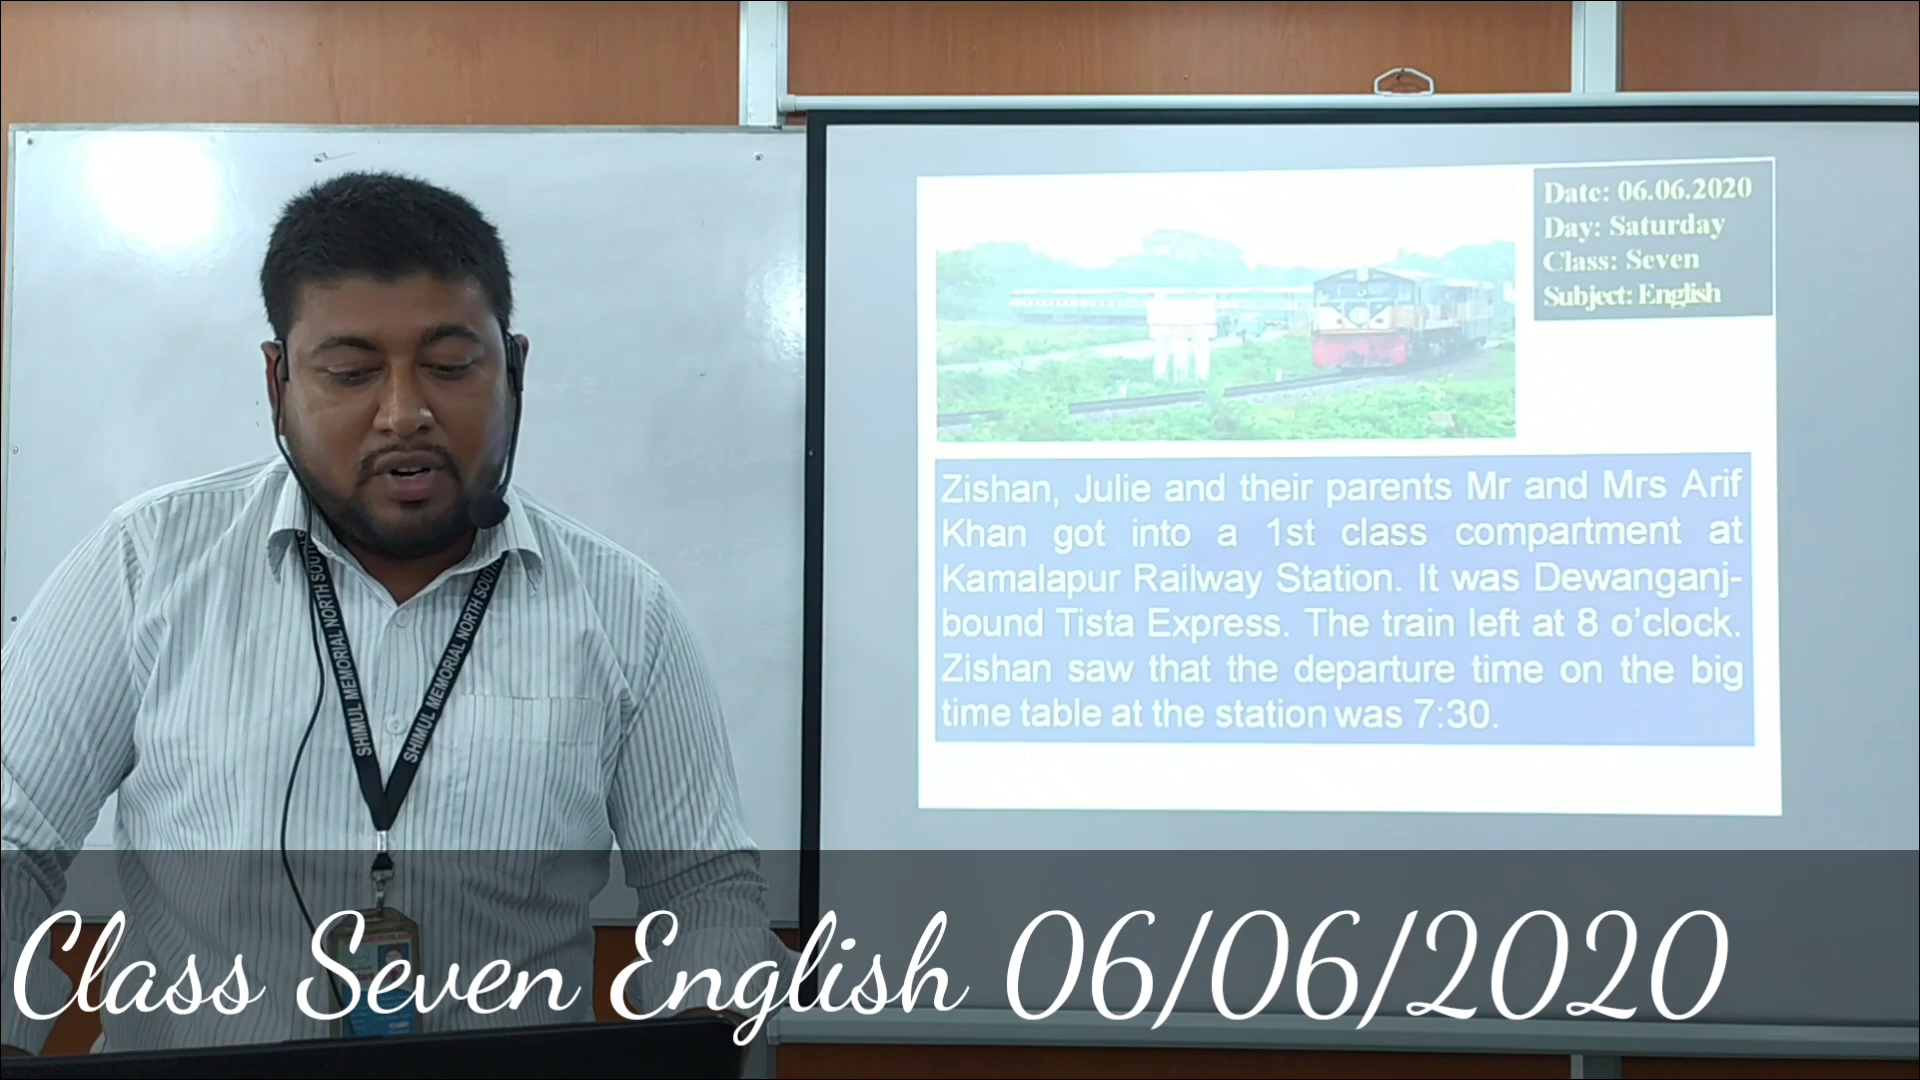 Date: 06.06.2020
Day: Saturday
Class: Seven
Subject: English
Zishan, Julie and their parents Mr and Mrs Arif
Khan got into a 1st class compartment at
Kamalapur Railway Station. It was Dewanganj-
bound Tista Express. The train left at 8 o’clock.
Zishan saw that the departure time on the big
time table at the station was 7:30.
SHIMUL MEMORIAL NORTH SOUTH
SHIMUL MEMORIAL NORTH SOUTH
Class Seven English 06/06/2020